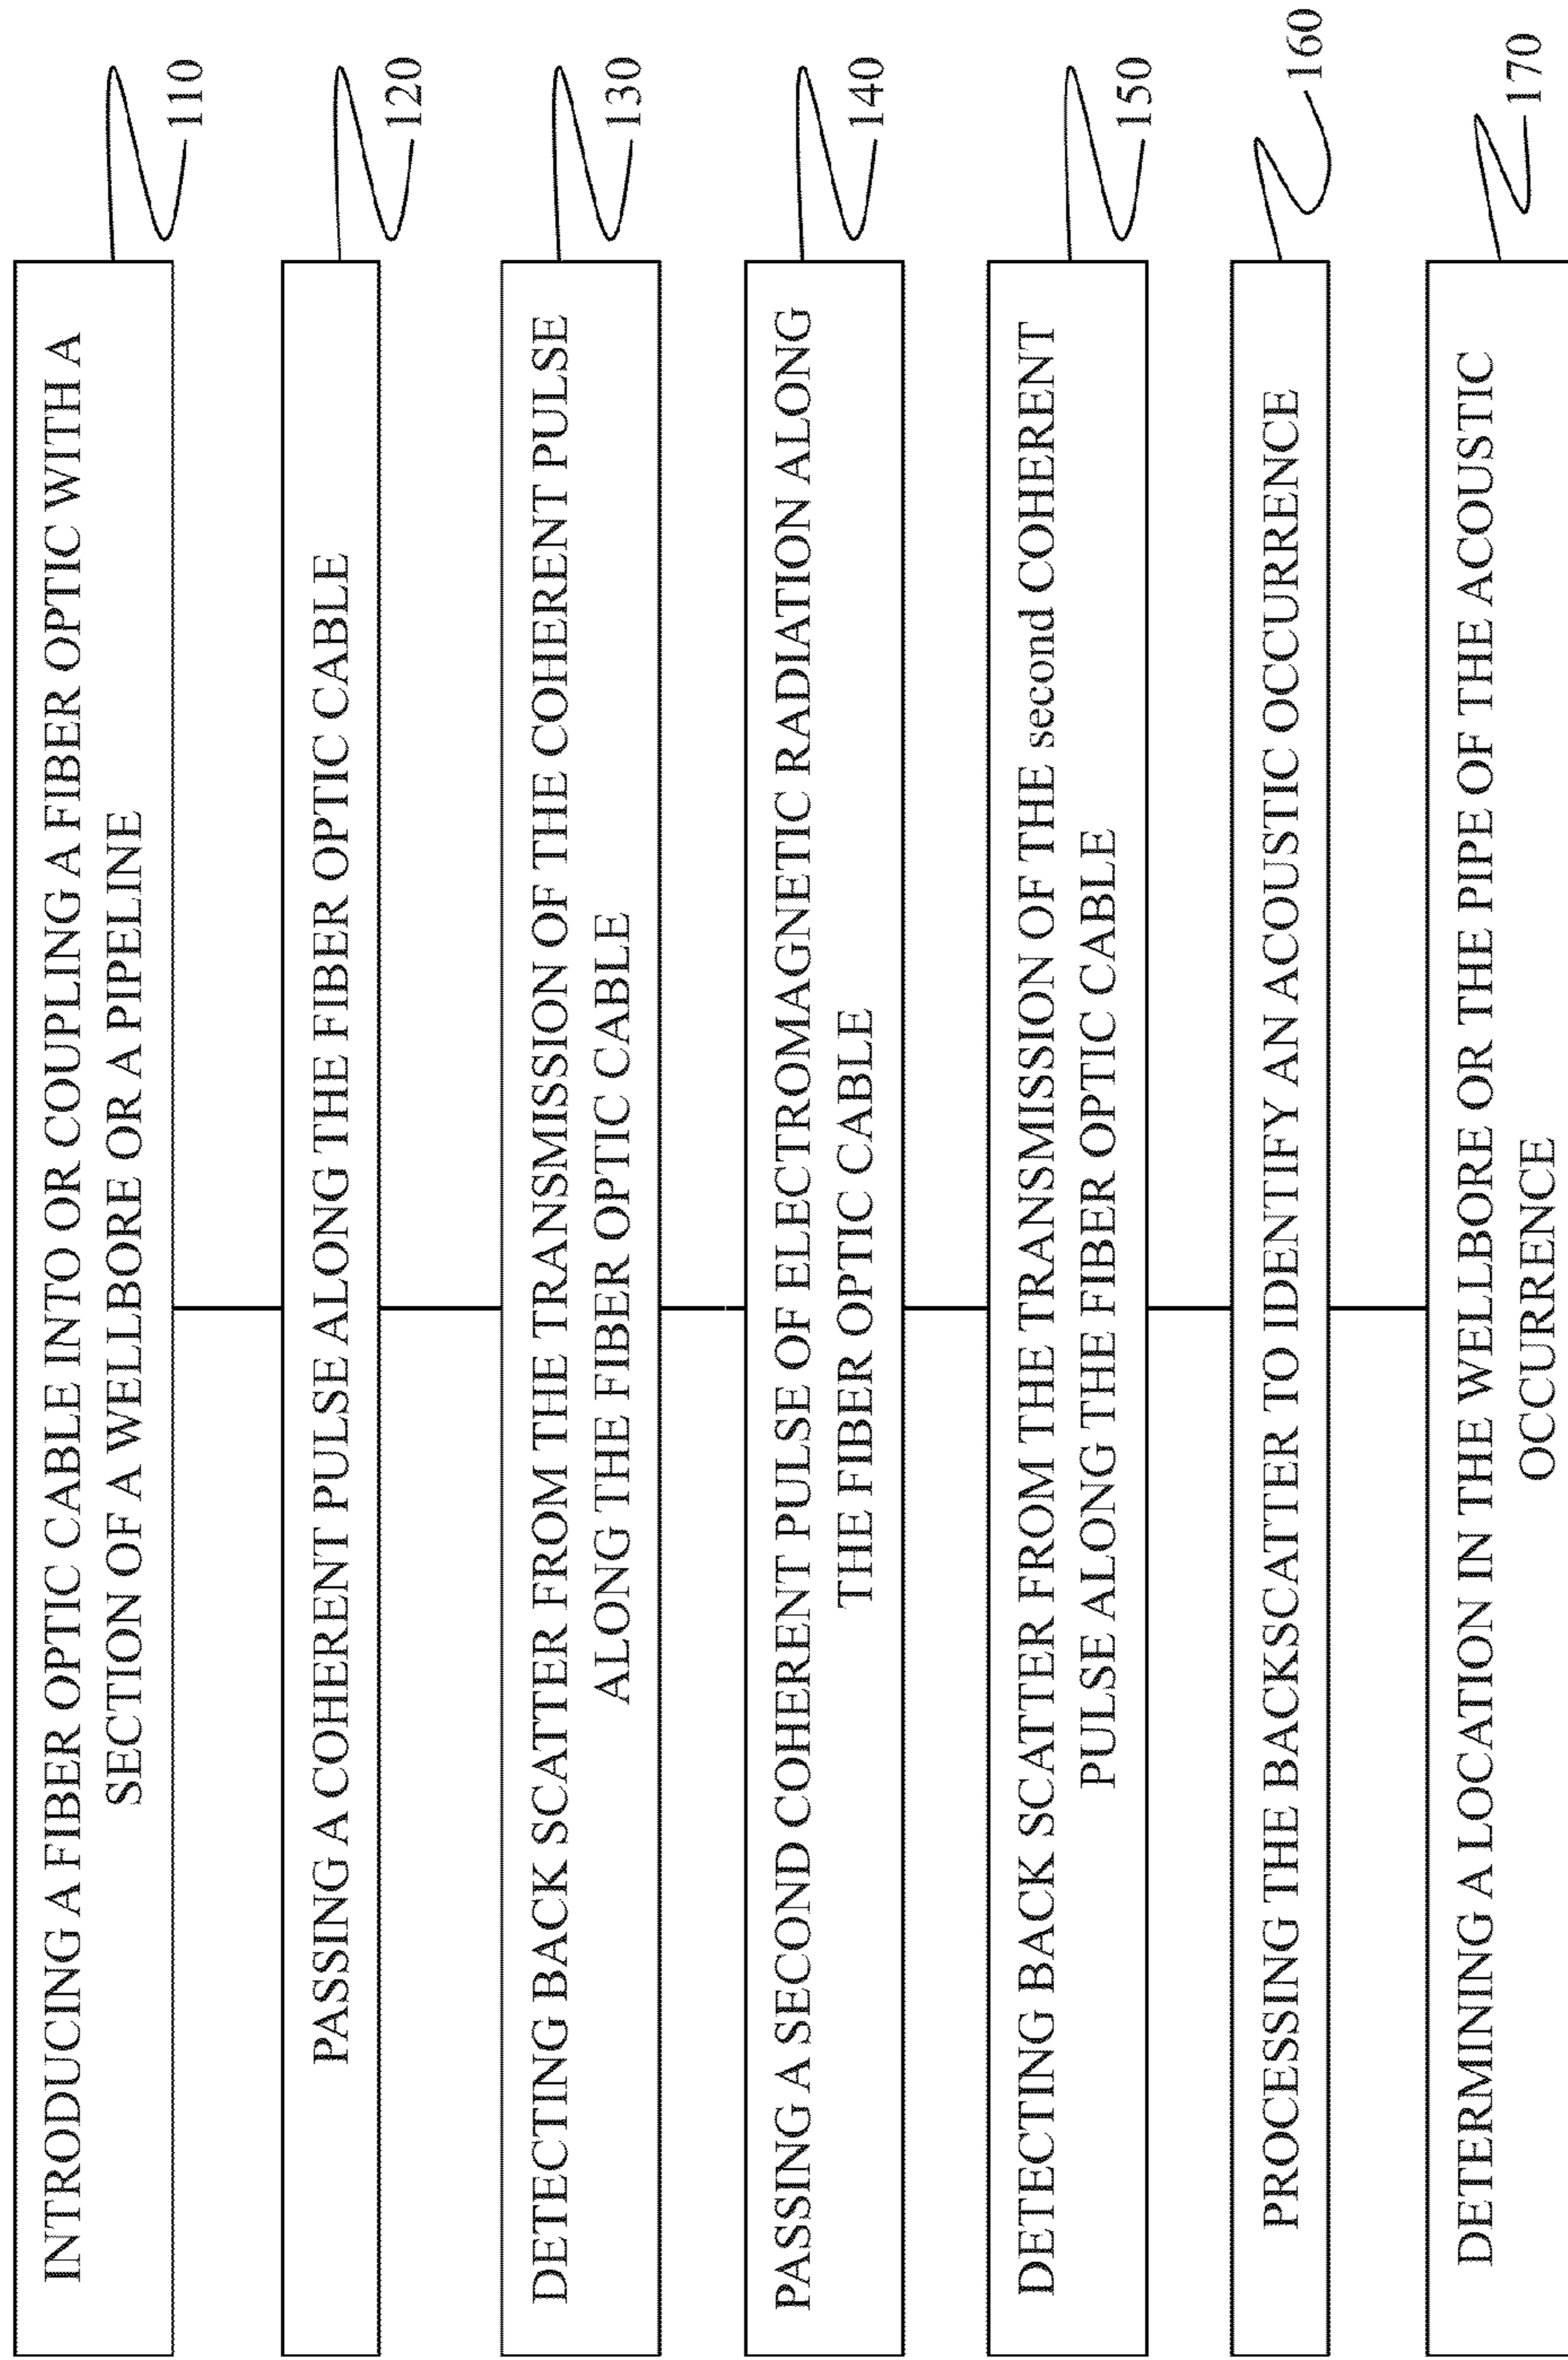 INTRODUCING A FIBER OPTIC CABLE INTO OR COUPLING A FIBER OPTIC WITH A
SECTION OF A WELLBORE OR A PIPELINE
110
PASSING A COHERENT PULSE ALONG THE FIBER OPTIC CABLE
120
DETECTING BACK SCATTER FROM THE TRANSMISSION OF THE COHERENT PULSE
ALONG THE FIBER OPTIC CABLE
130
PASSING A SECOND COHERENT PULSE OF ELECTROMAGNETIC RADIATION ALONG
THE FIBER OPTIC CABLE
140
DETECTING BACK SCATTER FROM THE TRANSMISSION OF THE second COHERENT
PULSE ALONG THE FIBER OPTIC CABLE
150
PROCESSING THE BACKSCATTER TO IDENTIFY AN ACOUSTIC OCCURRENCE
160
DETERMINING A LOCATION IN THE WELLBORE OR THE PIPE OF THE ACOUSTIC
OCCURRENCE
170